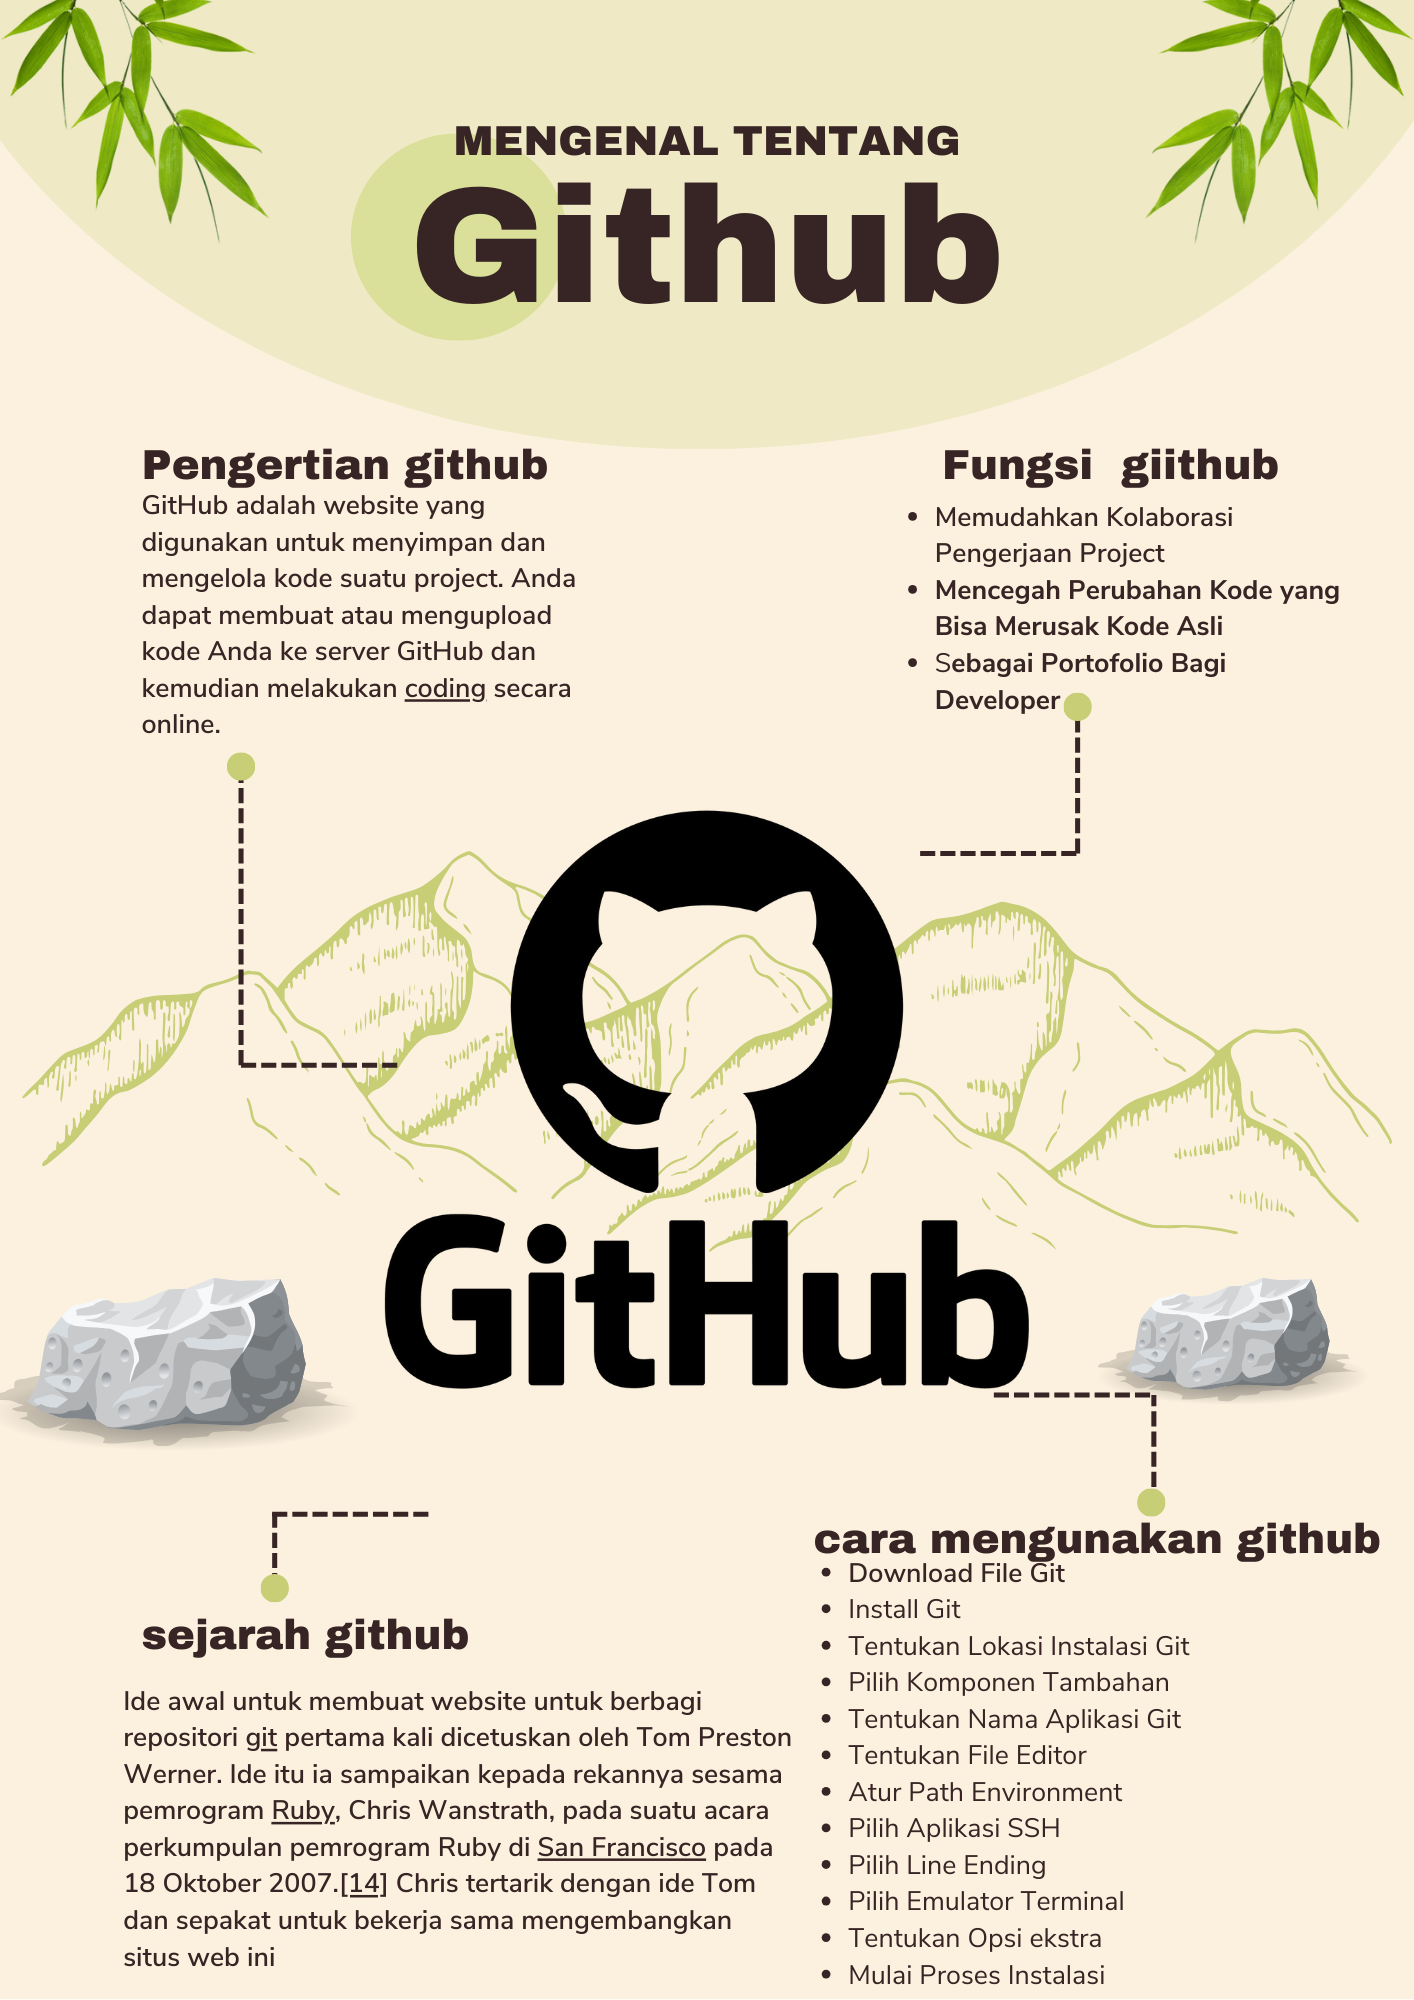 MENGENAL TENTANG
Github
Pengertian github
GitHub adalah website yang
digunakan untuk menyimpan dan
mengelola kode suatu project. Anda
dapat membuat atau mengupload
kode Anda ke server GitHub dan
kemudian melakukan coding secara
online.
Fungsi giithub
• Memudahkan Kolaborasi
Pengerjaan Project
• Mencegah Perubahan Kode yang
Bisa Merusak Kode Asli
• Sebagai Portofolio Bagi
Developer
GitHub
sejarah github
Ide awal untuk membuat website untuk berbagi
repositori git pertama kali dicetuskan oleh Tom Preston
Werner. Ide itu ia sampaikan kepada rekannya sesama
pemrogram Ruby, Chris Wanstrath, pada suatu acara
perkumpulan pemrogram Ruby di San Francisco pada
18 Oktober 2007.[14] Chris tertarik dengan ide Tom
dan sepakat untuk bekerja sama mengembangkan
situs web ini
cara mengunakan github
• Download File Git
• Install Git
• Tentukan Lokasi Instalasi Git
• Pilih Komponen Tambahan
• Tentukan Nama Aplikasi Git
• Tentukan File Editor
• Atur Path Environment
• Pilih Aplikasi SSH
• Pilih Line Ending
• Pilih Emulator Terminal
• Tentukan Opsi ekstra
• Mulai Proses Instalasi